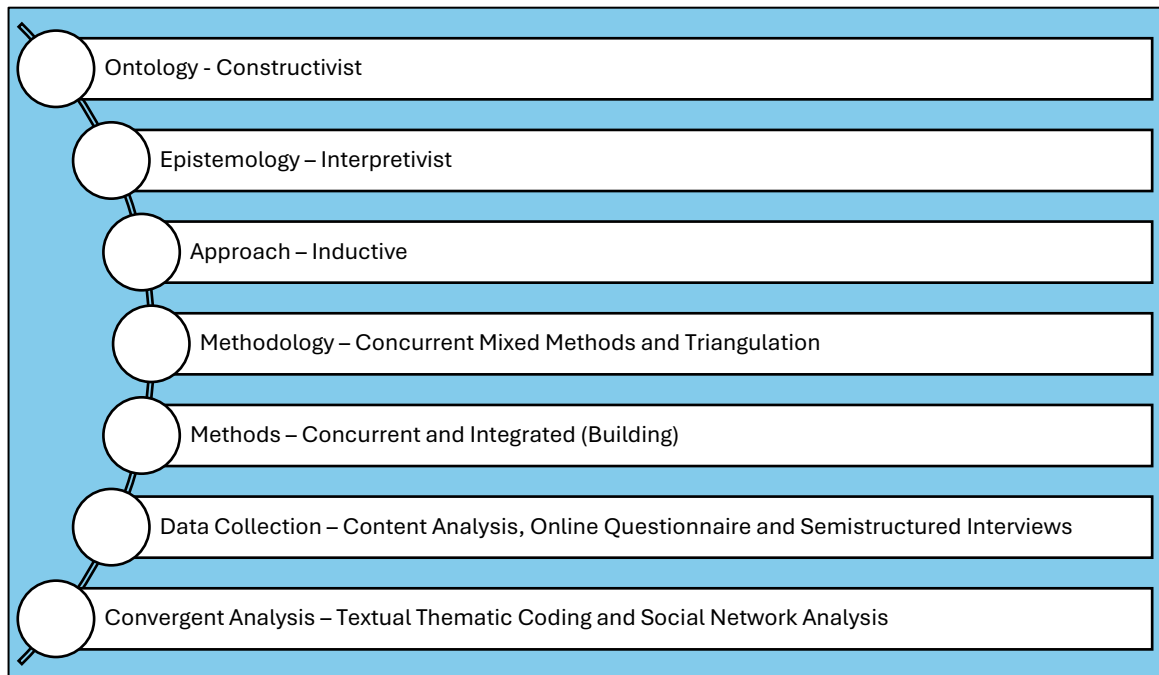 Ontology - Constructivist
Epistemology – Interpretivist
Approach – Inductive
Methodology – Concurrent Mixed Methods and Triangulation
Methods – Concurrent and Integrated (Building)
Data Collection – Content Analysis, Online Questionnaire and Semistructured Interviews
Convergent Analysis – Textual Thematic Coding and Social Network Analysis